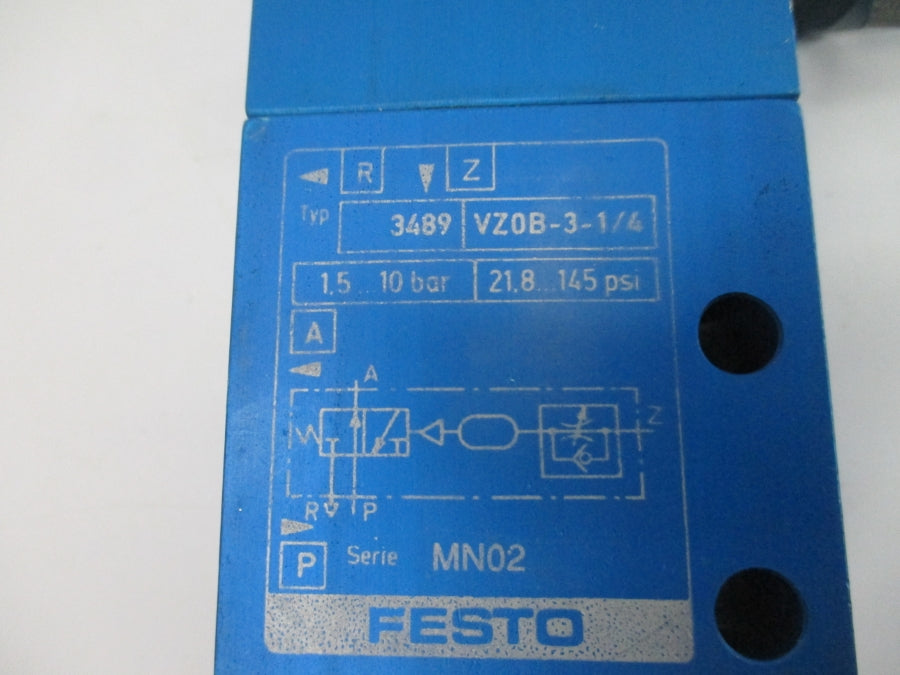 R Z
Typ 3489 VZOB-3-1/4
1,5...10 bar 21,8...145 psi
A
A
Z
R P
P Serie MN02
FESTO